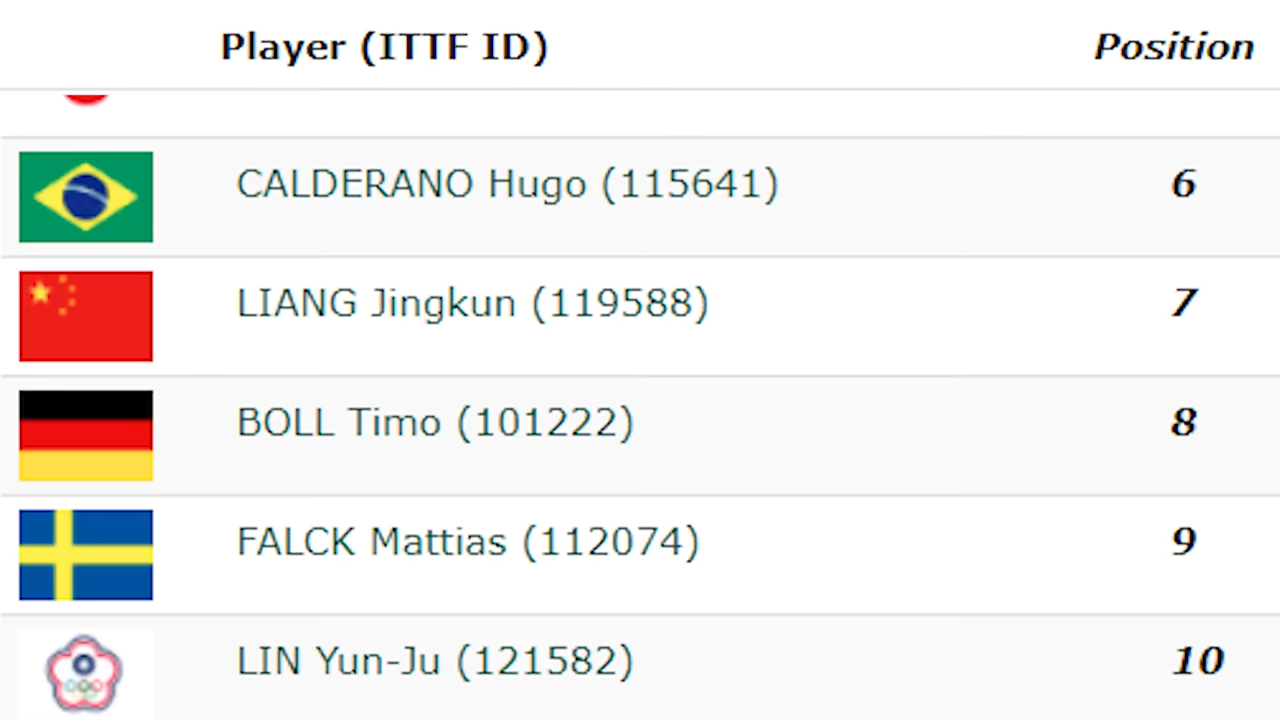 Player (ITTF ID) Position
CALDERANO Hugo (115641) 6
LIANG Jingkun (119588) 7
BOLL Timo (101222) 8
FALCK Mattias (112074) 9
LIN Yun-Ju (121582) 10